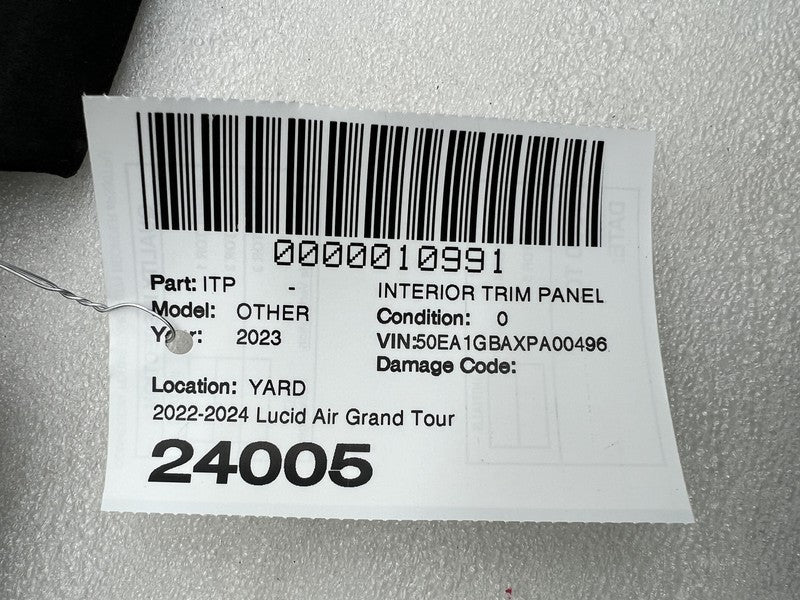 0000010991
Part: ITP - INTERIOR TRIM PANEL
Model: OTHER Condition: 0
Year: 2023 VIN:50EA1GBAXPA00496
Damage Code:
Location: YARD
2022-2024 Lucid Air Grand Tour
24005